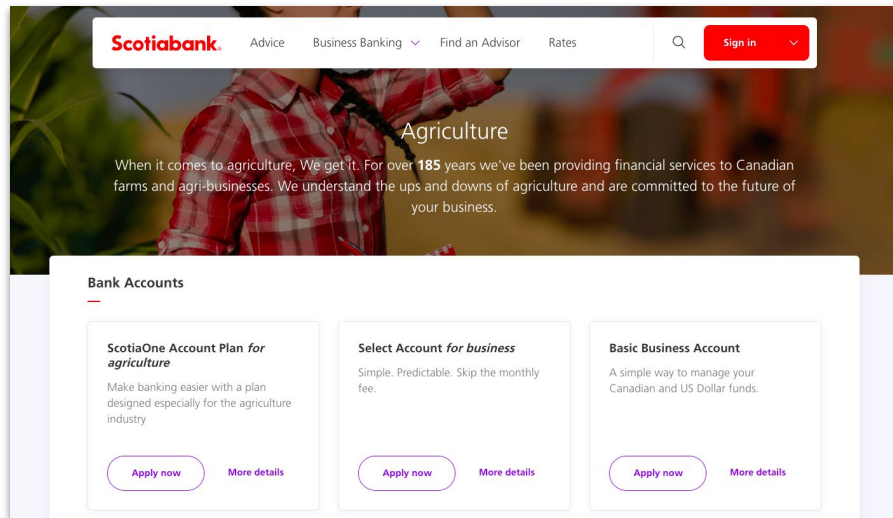 Scotiabank.
Advice
Business Banking
Find an Advisor
Rates
Sign in
Agriculture
When it comes to agriculture, We get it. For over 185 years we've been providing financial services to Canadian
farms and agri-businesses. We understand the ups and downs of agriculture and are committed to the future of
your business.
Bank Accounts
ScotiaOne Account Plan for
agriculture
Make banking easier with a plan
designed especially for the agriculture
industry
Apply now
More details
Select Account for business
Simple. Predictable. Skip the monthly
fee.
Apply now
More details
Basic Business Account
A simple way to manage your
Canadian and US Dollar funds.
Apply now
More details